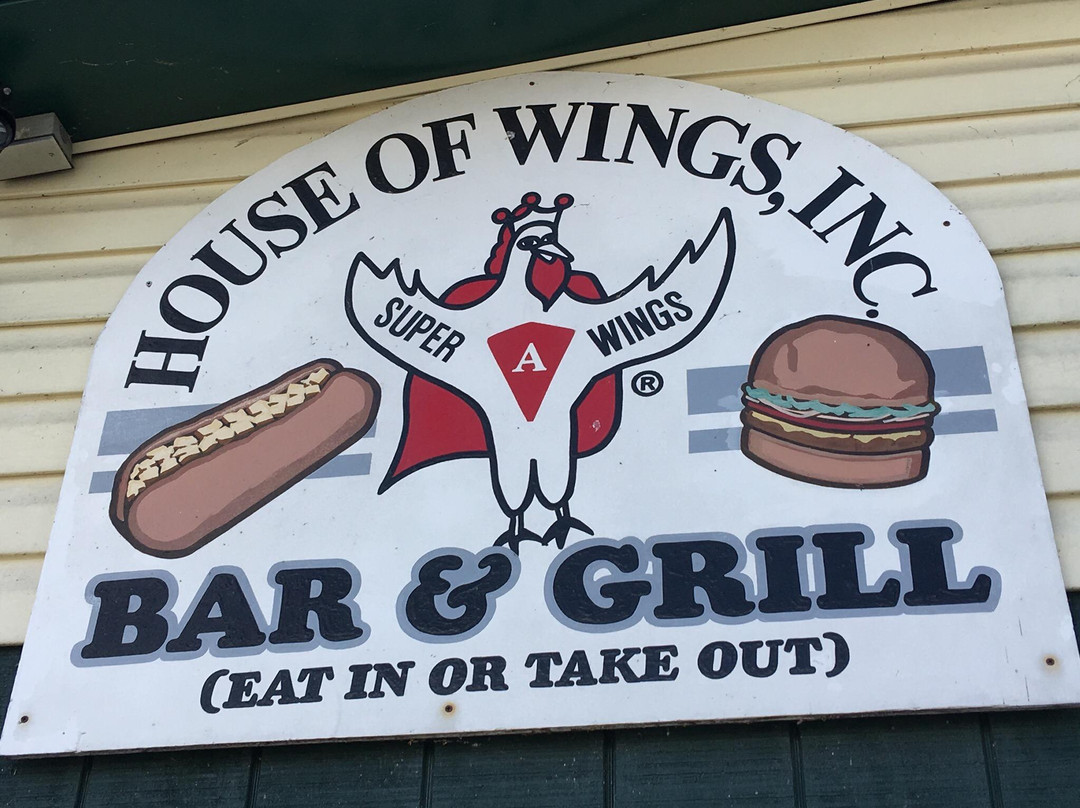 HOUSE OF WINGS, INC.
SUPER WINGS
A
®
BAR & GRILL
(EAT IN OR TAKE OUT)